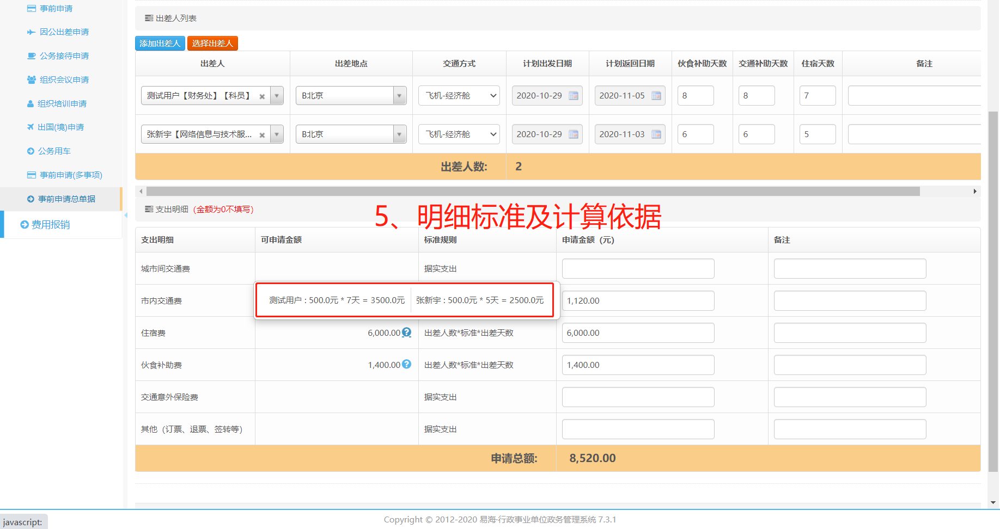 事前申请
因公出差申请
公务接待申请
组织会议申请
组织培训申请
出国(境)申请
公务用车
事前申请(多事项)
事前申请总单据
费用报销
出差人列表
添加出差人 选择出差人
出差人 出差地点 交通方式 计划出发日期 计划返回日期 伙食补助天数 交通补助天数 住宿天数 备注
测试用户【财务处】【科员】 B北京 飞机-经济舱 2020-10-29 2020-11-05 8 8 7
张新宇【网络信息与技术服... B北京 飞机-经济舱 2020-10-29 2020-11-03 6 6 5
出差人数: 2
支出明细 (金额为0不填写)
5、明细标准及计算依据
支出明细 可申请金额 标准规则 申请金额（元） 备注
城市间交通费 据实支出
市内交通费 测试用户 : 500.0元 * 7天 = 3500.0元 张新宇 : 500.0元 * 5天 = 2500.0元 1,120.00
住宿费 6,000.00 出差人数*标准*出差天数 6,000.00
伙食补助费 1,400.00 出差人数*标准*出差天数 1,400.00
交通意外保险费 据实支出
其他（订票、退票、签转等） 据实支出
申请总额: 8,520.00
Copyright © 2012-2020 易海·行政事业单位政务管理系统 7.3.1
javascript: